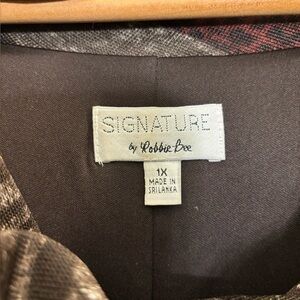 SIGNATURE
by Robbie Bee
1X
MADE IN
SRI LANKA